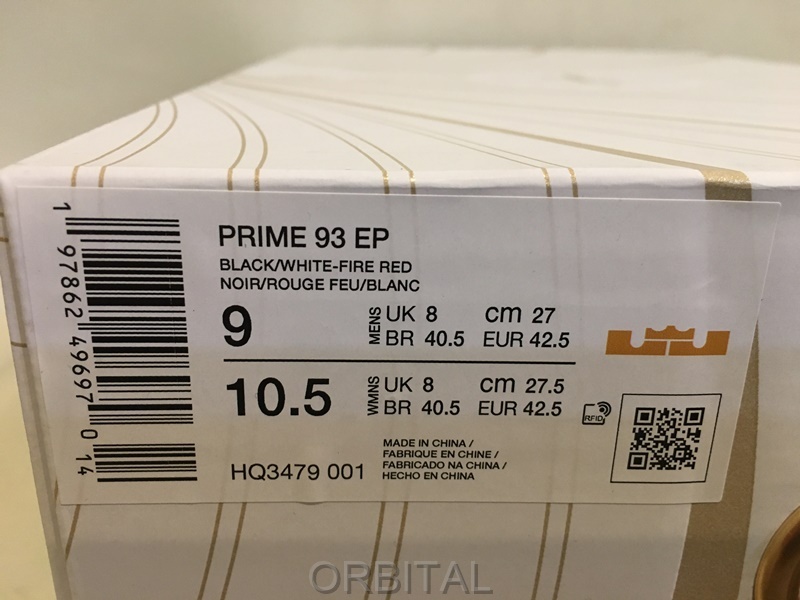 1 97862 49697 014
PRIME 93 EP
BLACK/WHITE-FIRE RED
NOIR/ROUGE FEU/BLANC
9 MENS UK 8 cm 27
BR 40.5 EUR 42.5
10.5 WMNS UK 8 cm 27.5
BR 40.5 EUR 42.5
RFID
HQ3479 001
MADE IN CHINA /
FABRIQUE EN CHINE /
FABRICADO NA CHINA /
HECHO EN CHINA
ORBITAL